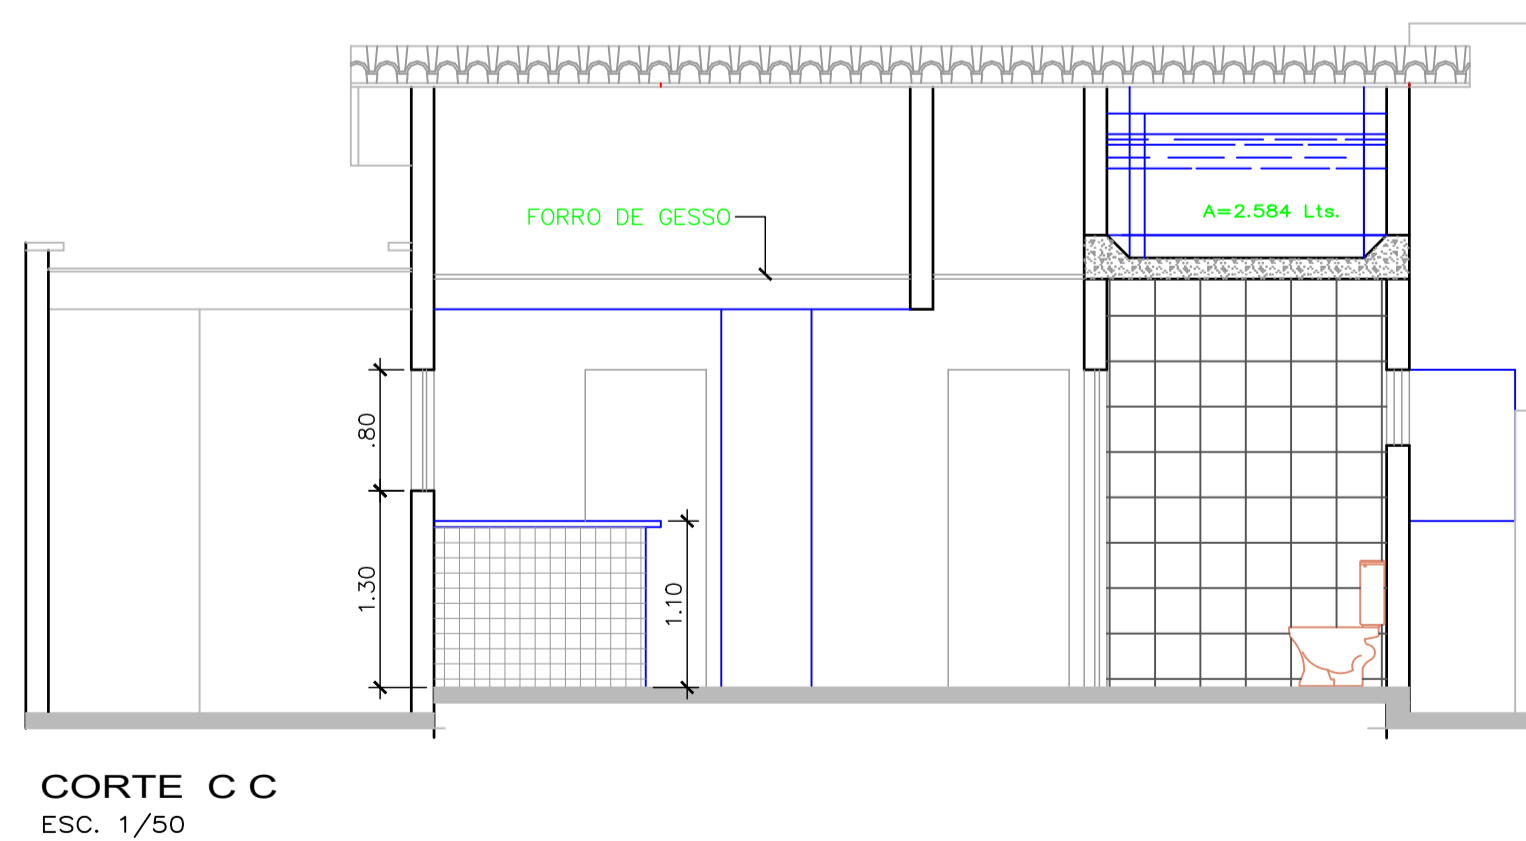 FORRO DE GESSO
A=2.584 Lts.
.80
1.30
1.10
CORTE C C
ESC. 1/50